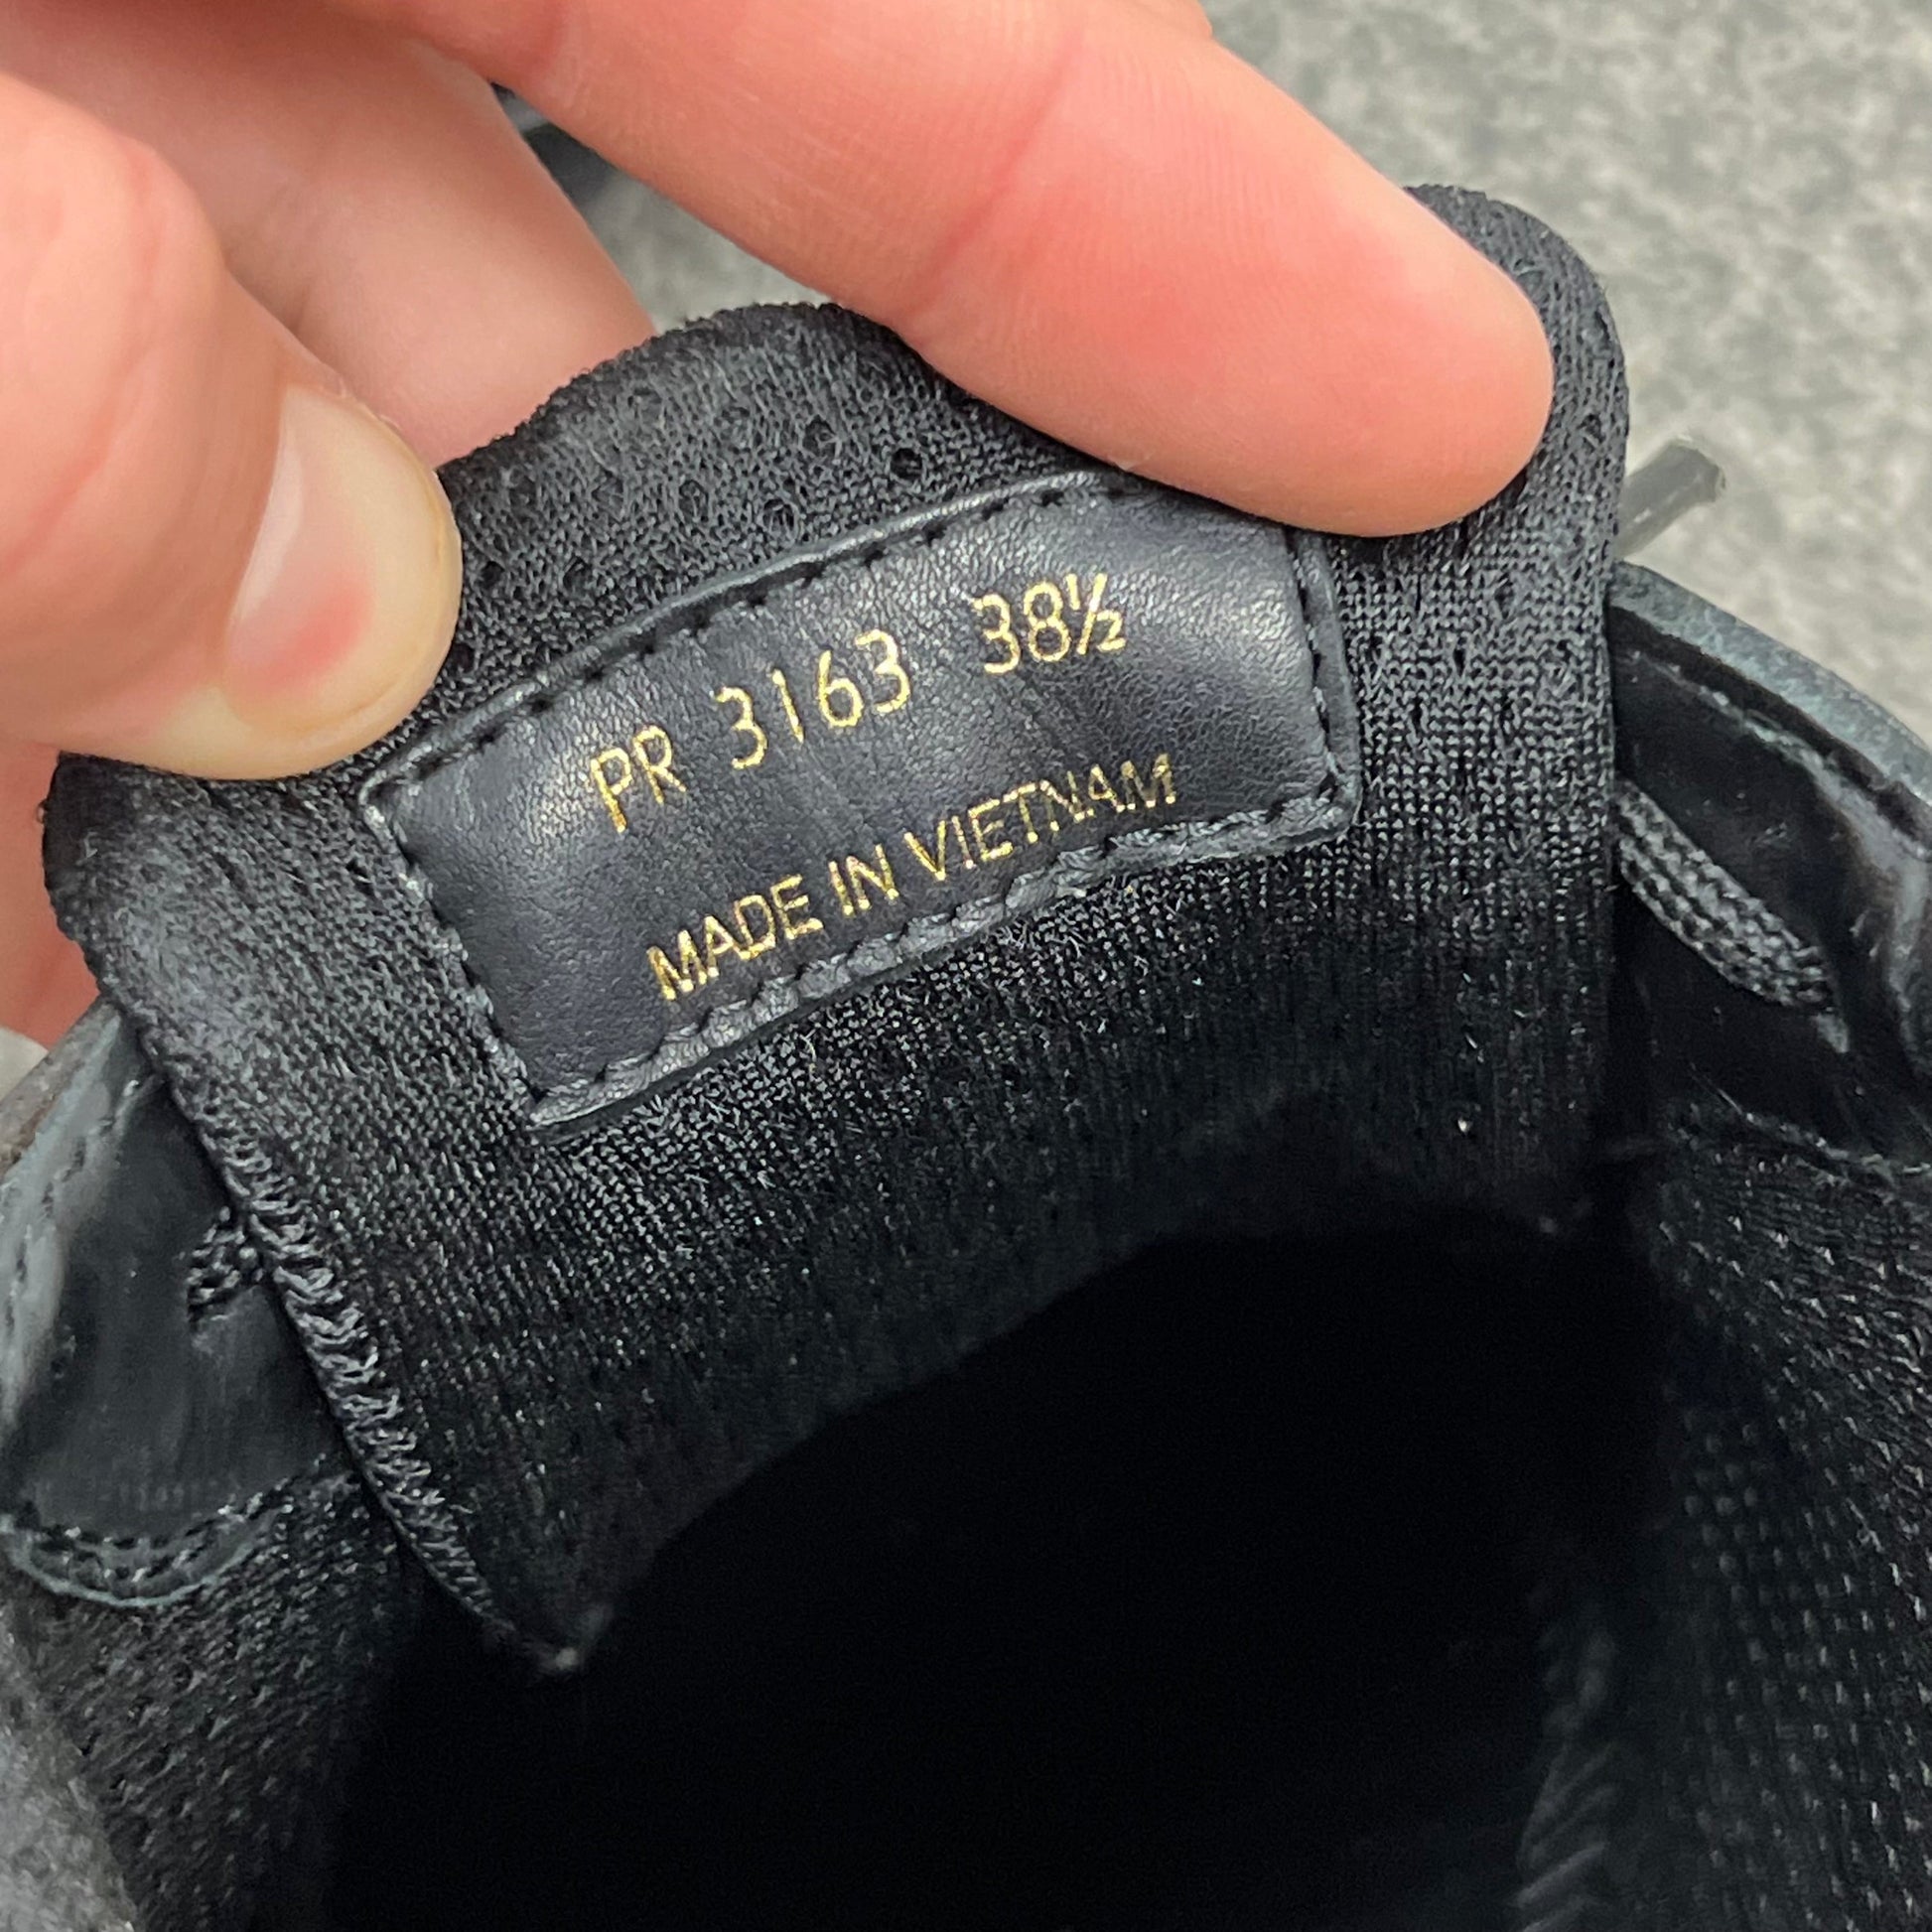 PR 3163 38½
MADE IN VIETNAM